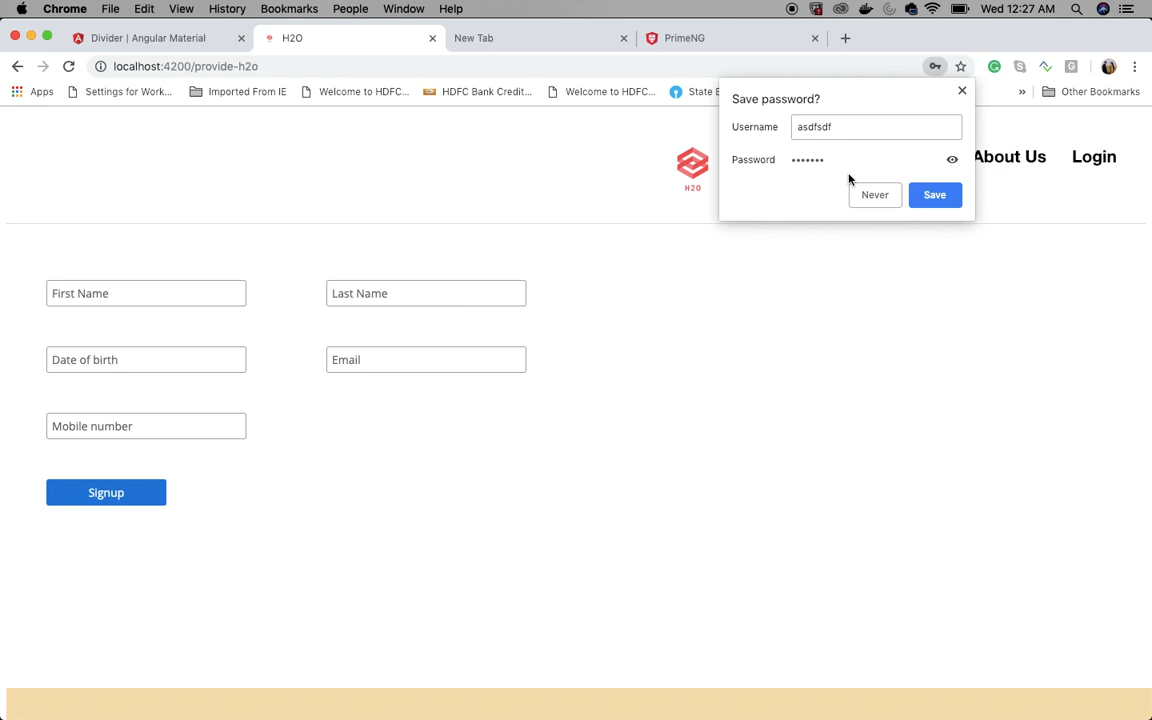 Chrome File Edit View History Bookmarks People Window Help Wed 12:27 AM
Divider | Angular Material H2O New Tab PrimeNG
localhost:4200/provide-h2o
Apps Settings for Work... Imported From IE Welcome to HDFC... HDFC Bank Credit... Welcome to HDFC... State B » Other Bookmarks
Save password?
Username asdfsdf
Password •••••••
Never Save
H2O
About Us Login
First Name Last Name
Date of birth Email
Mobile number
Signup